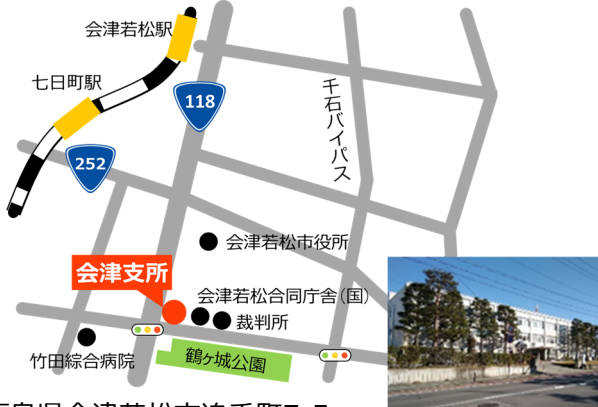 会津若松駅
七日町駅
118
千石バイパス
252
会津若松市役所
会津支所
会津若松合同庁舎(国)
裁判所
竹田綜合病院
鶴ヶ城公園